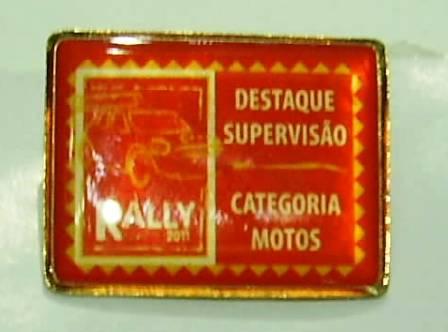 RALLY
2011
DESTAQUE
SUPERVISÃO
CATEGORIA
MOTOS